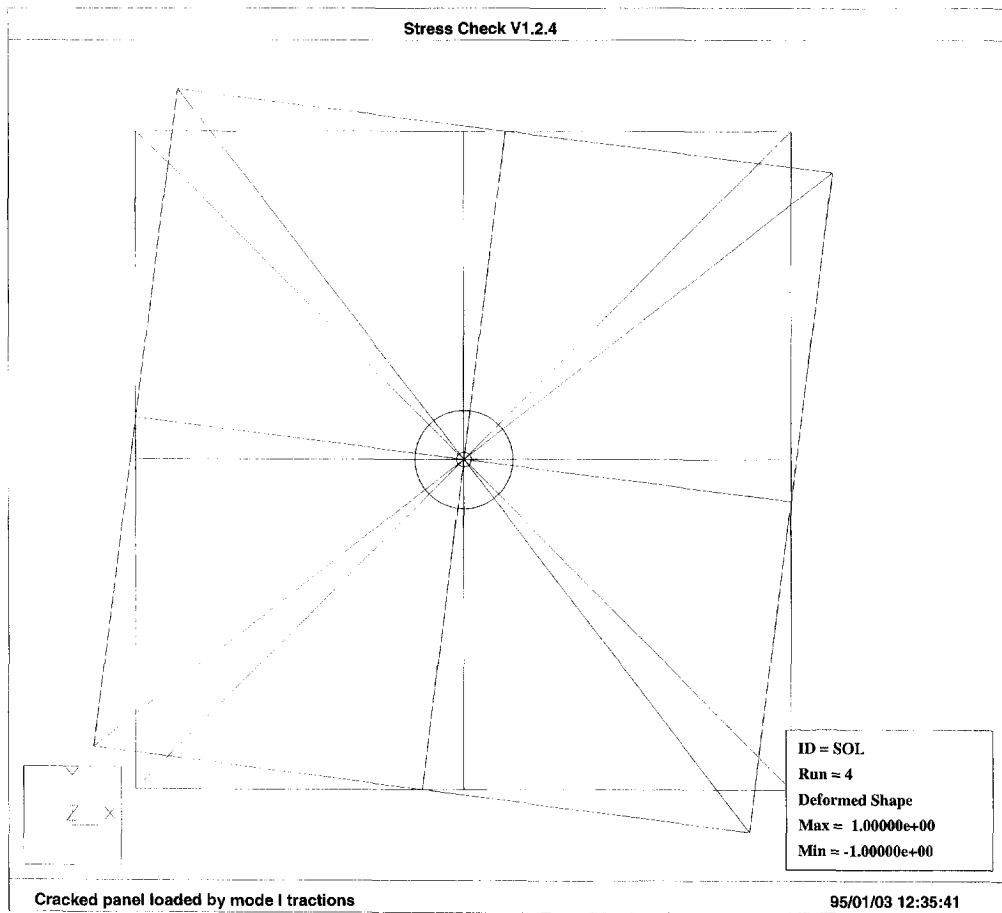 Stress Check V1.2.4
Z X
ID = SOL
Run = 4
Deformed Shape
Max = 1.00000e+00
Min = -1.00000e+00
Cracked panel loaded by mode I tractions
95/01/03 12:35:41